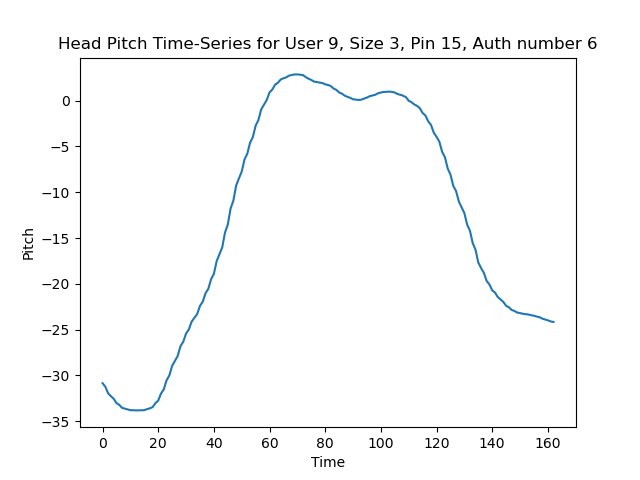 Head Pitch Time-Series for User 9, Size 3, Pin 15, Auth number 6
0
−5
−10
−15
−20
−25
−30
−35
Pitch
0 20 40 60 80 100 120 140 160
Time